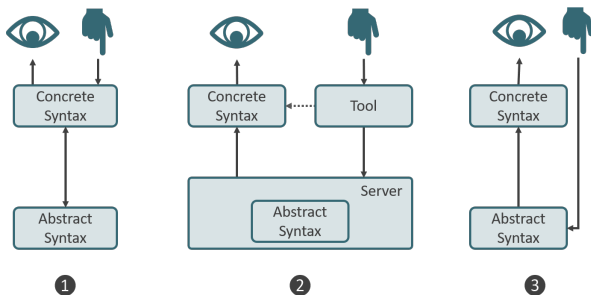 Concrete
Syntax
Abstract
Syntax
1
Concrete
Syntax
Tool
Server
Abstract
Syntax
2
Concrete
Syntax
Abstract
Syntax
3